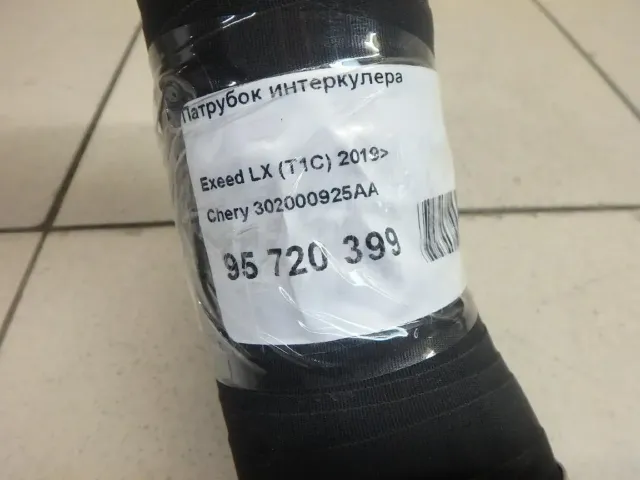 Патрубок интеркулера
Exeed LX (T1C) 2019>
Chery 302000925AA
95 720 399